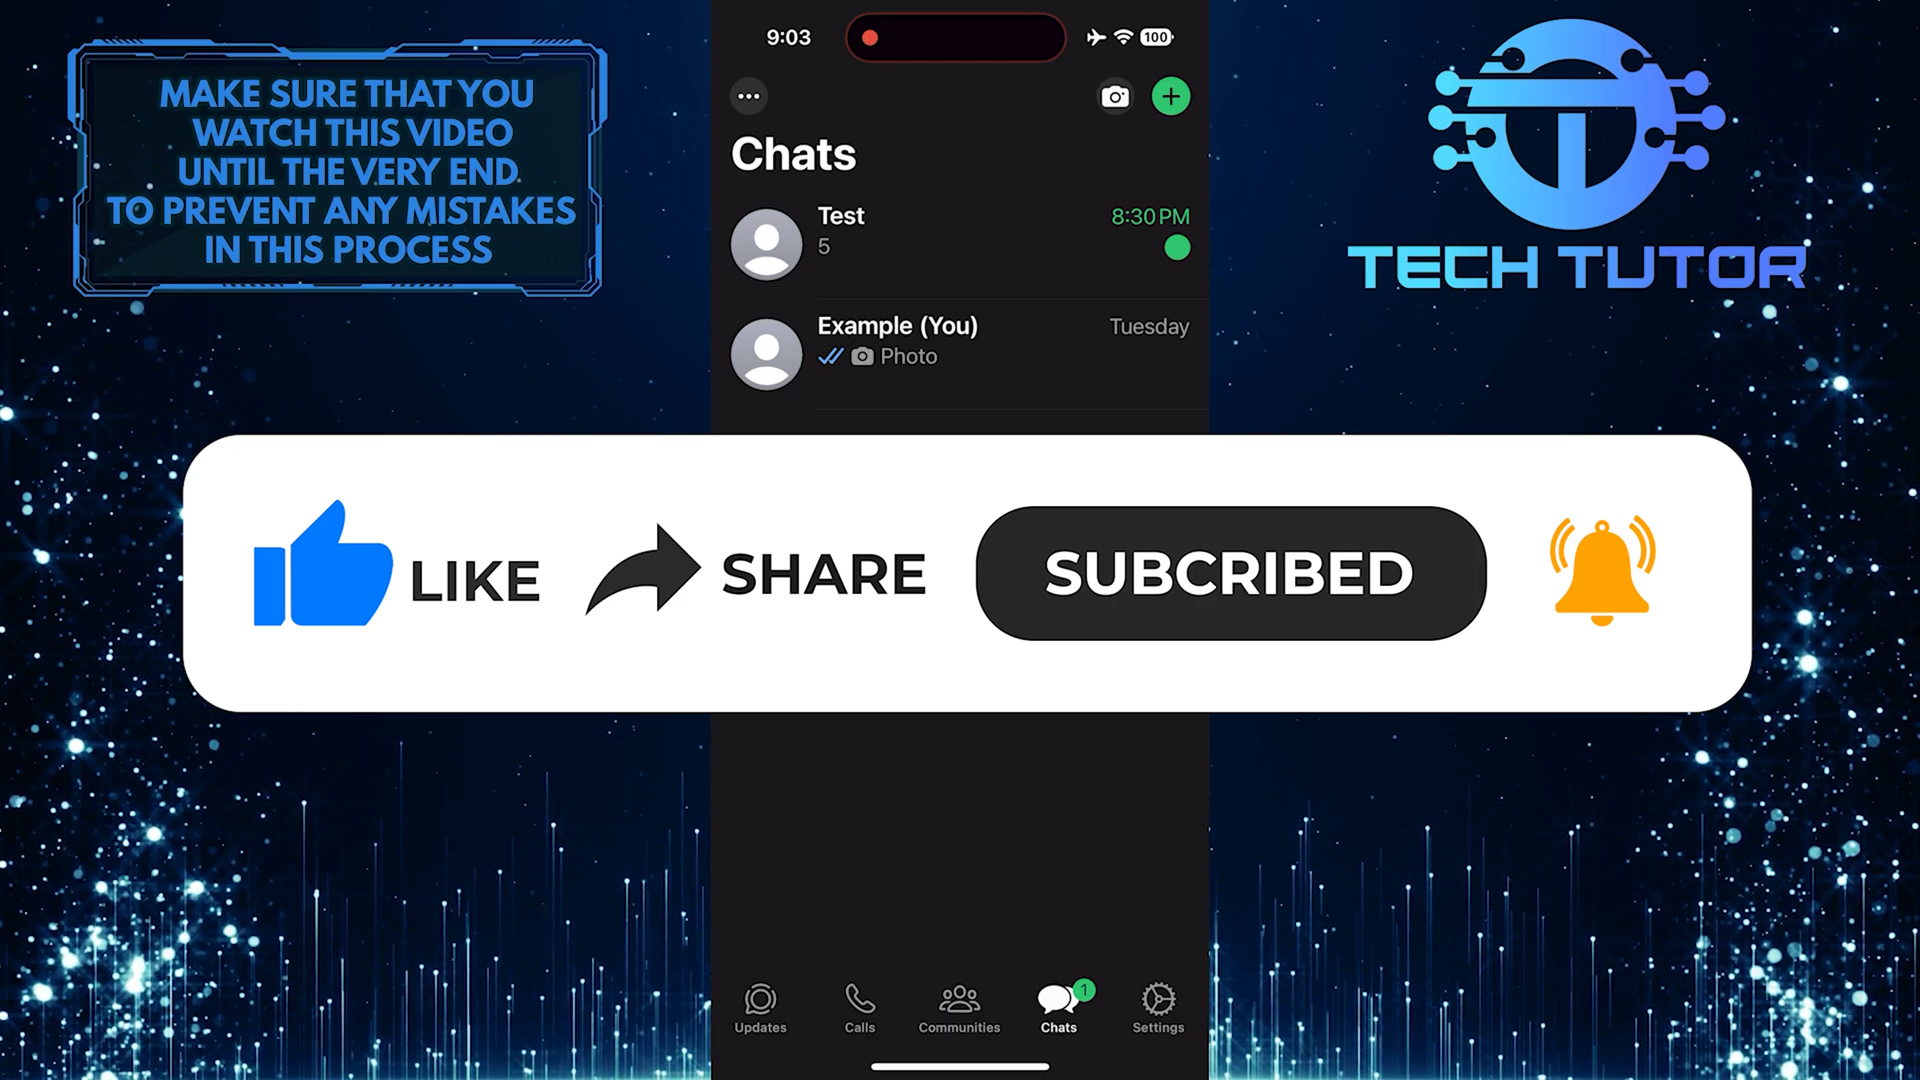 MAKE SURE THAT YOU
WATCH THIS VIDEO
UNTIL THE VERY END
TO PREVENT ANY MISTAKES
IN THIS PROCESS
9:03
100
Chats
Test
8:30 PM
5
Example (You)
Tuesday
Photo
TECH TUTOR
LIKE
SHARE
SUBCRIBED
1
Updates
Calls
Communities
Chats
Settings